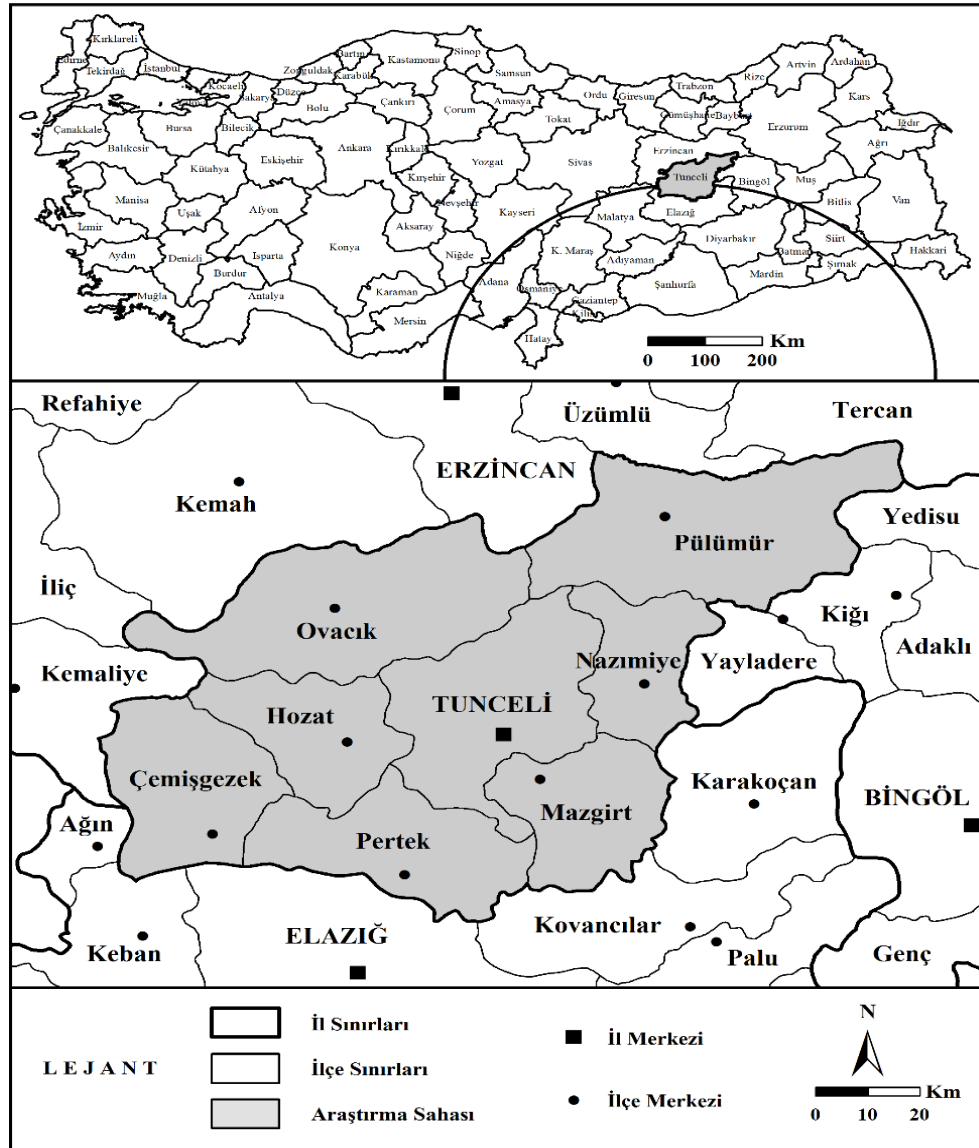 Kırklareli
Edirne
Tekirdağ
İstanbul
Kocaeli
Sakarya
Düzce
Zonguldak
Bartın
Karabük
Kastamonu
Sinop
Samsun
Bolu
Çankırı
Çorum
Amasya
Tokat
Ordu
Giresun
Trabzon
Gümüşhane
Bayburt
Rize
Artvin
Ardahan
Kars
Iğdır
Ağrı
Erzurum
Erzincan
Çanakkale
Balıkesir
Bursa
Bilecik
Kütahya
Eskişehir
Ankara
Kırıkkale
Kırşehir
Yozgat
Sivas
Tunceli
Bingöl
Muş
Bitlis
Van
Manisa
Uşak
Afyon
Nevşehir
Kayseri
Malatya
Elazığ
Diyarbakır
Siirt
Batman
Hakkari
Şırnak
İzmir
Aydın
Denizli
Isparta
Burdur
Konya
Aksaray
Niğde
K. Maraş
Adıyaman
Mardin
Şanlıurfa
Muğla
Antalya
Karaman
Mersin
Adana
Osmaniye
Gaziantep
Kilis
Hatay
Km
0 100 200
Refahiye
Üzümlü
Tercan
ERZİNCAN
Kemah
Yedisu
Pülümür
İliç
Ovacık
Kiğı
Adaklı
Kemaliye
Nazımiye
Yayladere
Hozat
TUNCELİ
Çemişgezek
Karakoçan
BİNGÖL
Mazgirt
Ağın
Pertek
Kovancılar
Keban
ELAZIĞ
Palu
Genç
LEJANT
İl Sınırları
İlçe Sınırları
Araştırma Sahası
İl Merkezi
İlçe Merkezi
N
Km
0 10 20